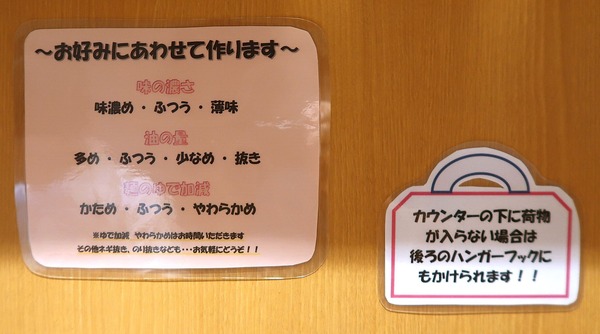 ～お好みにあわせて作ります～
味の濃さ
味濃め・ふつう・薄味
油の量
多め・ふつう・少なめ・抜き
麺のゆで加減
かため・ふつう・やわらかめ
※ゆで加減 やわらかめはお時間いただきます
その他ネギ抜き、のり抜きなども・・・お気軽にどうぞ！！
カウンターの下に荷物
が入らない場合は
後ろのハンガーフックに
もかけられます！！